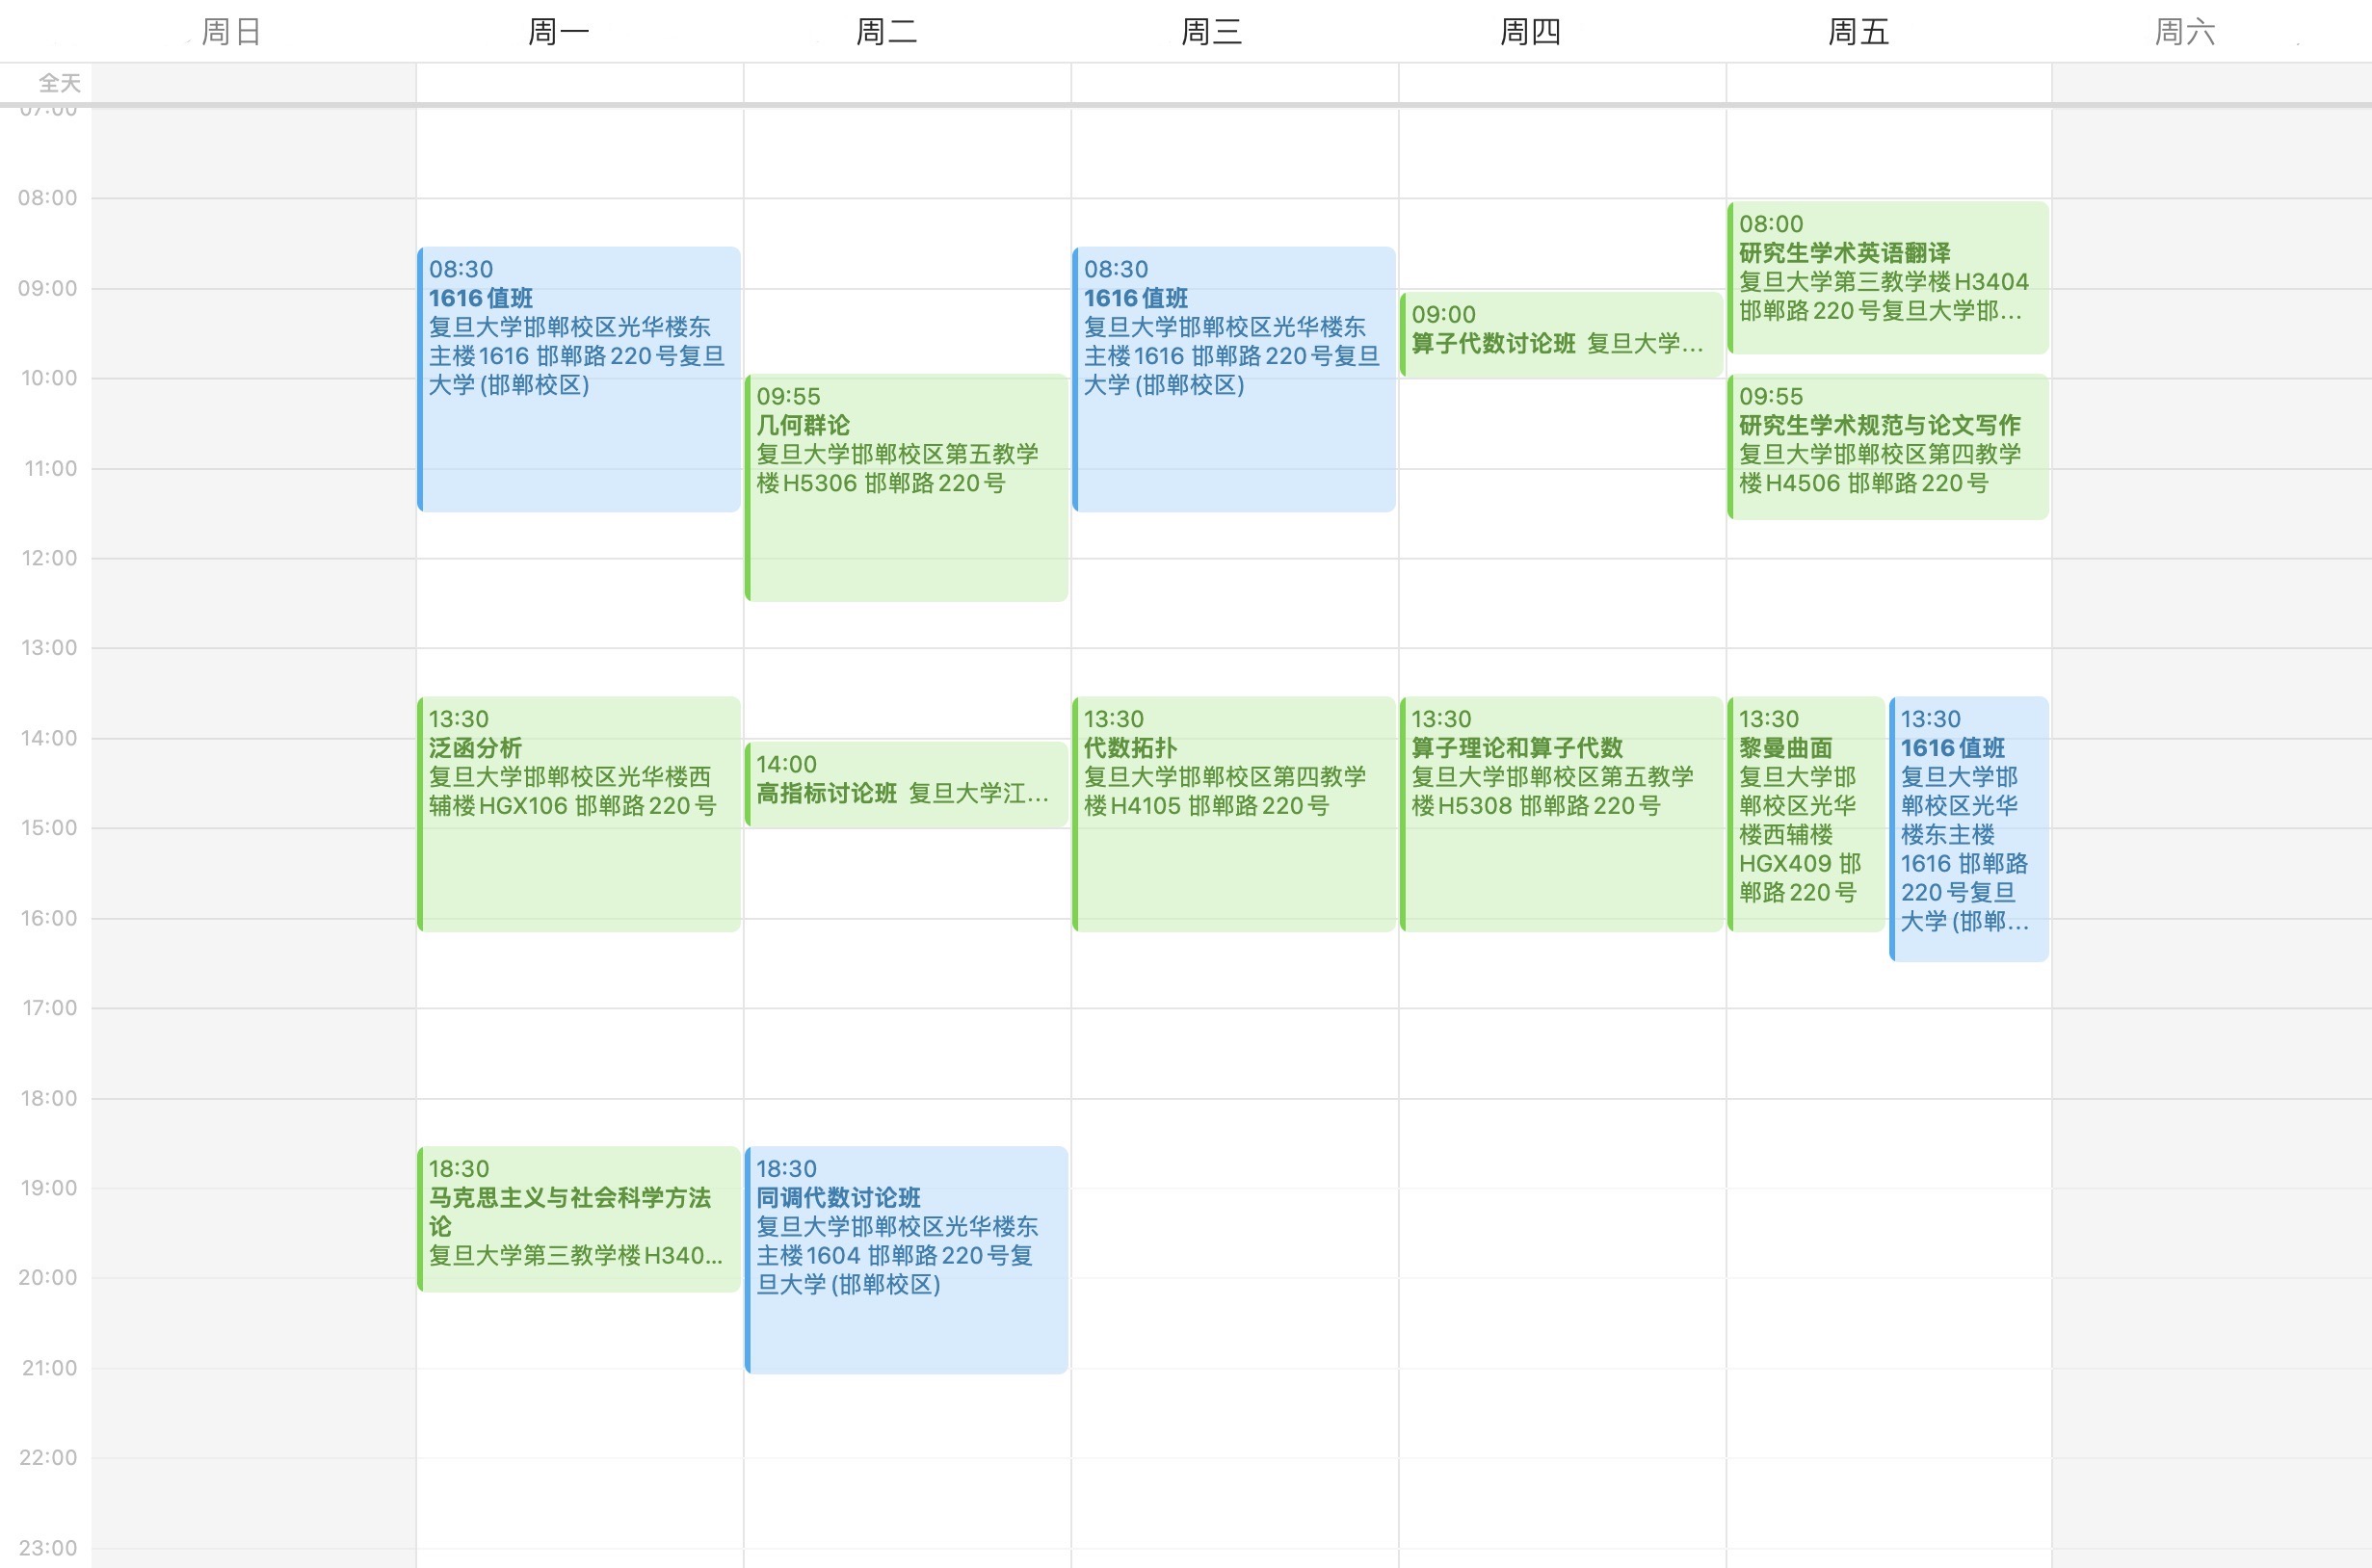 周日
周一
周二
周三
周四
周五
周六
全天
07:00
08:00
09:00
10:00
11:00
12:00
13:00
14:00
15:00
16:00
17:00
18:00
19:00
20:00
21:00
22:00
23:00
08:30
1616值班
复旦大学邯郸校区光华楼东
主楼1616 邯郸路220号复旦
大学(邯郸校区)
13:30
泛函分析
复旦大学邯郸校区光华楼西
辅楼HGX106 邯郸路220号
18:30
马克思主义与社会科学方法
论
复旦大学第三教学楼H340...
09:55
几何群论
复旦大学邯郸校区第五教学
楼H5306 邯郸路220号
14:00
高指标讨论班 复旦大学江...
18:30
同调代数讨论班
复旦大学邯郸校区光华楼东
主楼1604 邯郸路220号复
旦大学(邯郸校区)
08:30
1616值班
复旦大学邯郸校区光华楼东
主楼1616 邯郸路220号复旦
大学(邯郸校区)
13:30
代数拓扑
复旦大学邯郸校区第四教学
楼H4105 邯郸路220号
09:00
算子代数讨论班 复旦大学...
13:30
算子理论和算子代数
复旦大学邯郸校区第五教学
楼H5308 邯郸路220号
08:00
研究生学术英语翻译
复旦大学第三教学楼H3404
邯郸路220号复旦大学邯...
09:55
研究生学术规范与论文写作
复旦大学邯郸校区第四教学
楼H4506 邯郸路220号
13:30
黎曼曲面
复旦大学邯
郸校区光华
楼西辅楼
HGX409 邯
郸路220号
13:30
1616值班
复旦大学邯
郸校区光华
楼东主楼
1616 邯郸路
220号复旦
大学(邯郸...